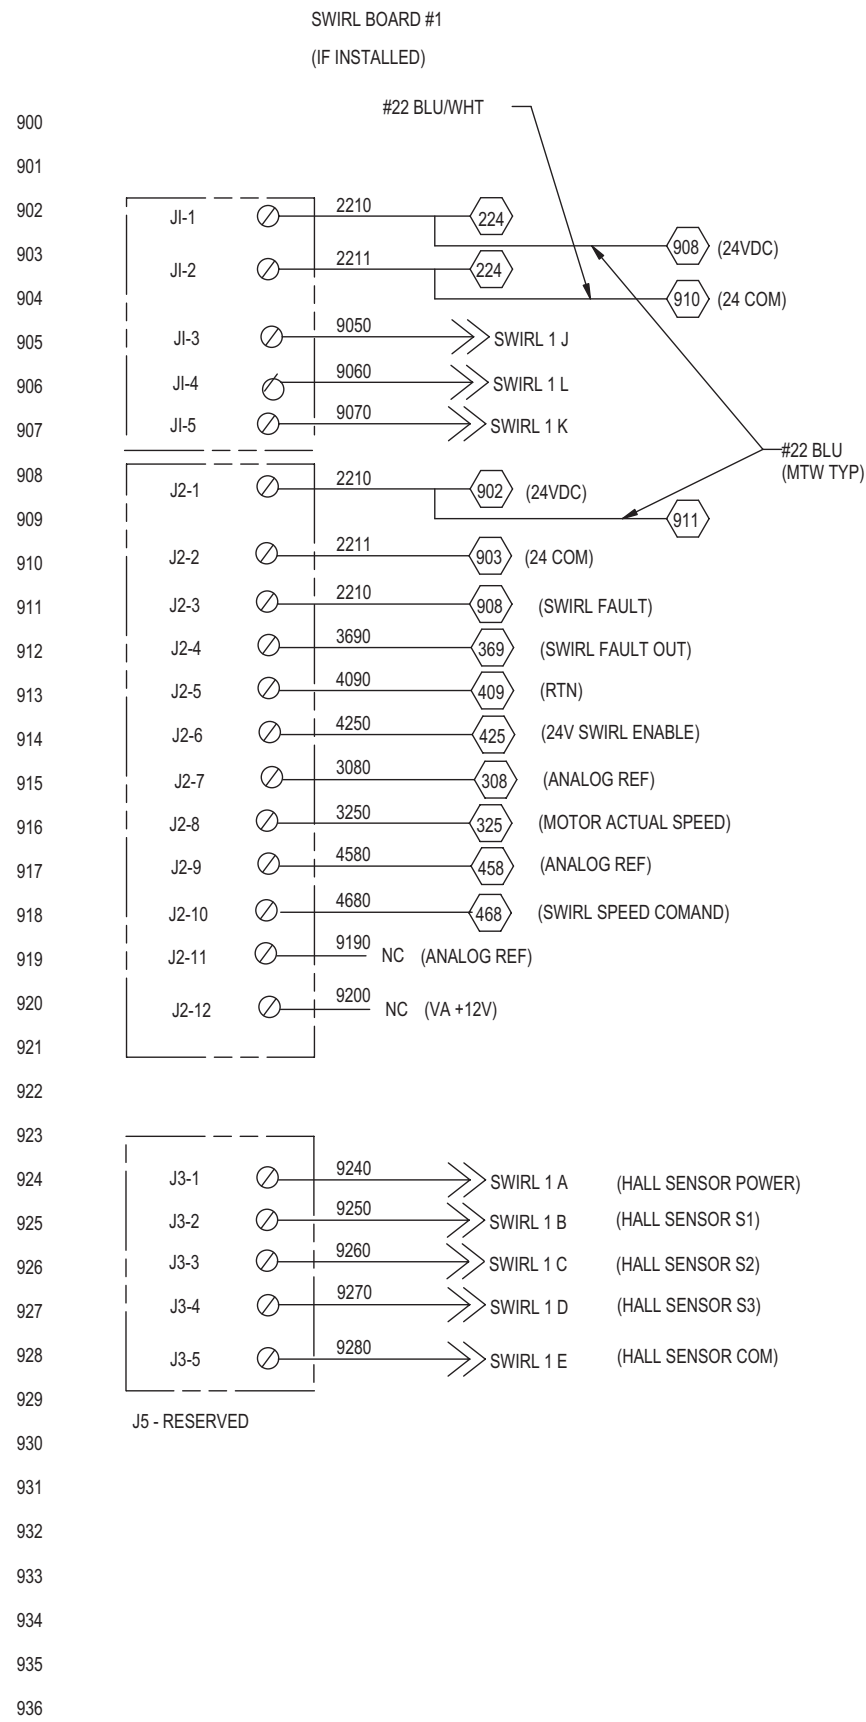 SWIRL BOARD #1
(IF INSTALLED)
#22 BLU/WHT
900
901
902 JI-1 2210 224
903 908 (24VDC)
JI-2 2211 224
904 910 (24 COM)
905 JI-3 9050 SWIRL 1 J
906 JI-4 9060 SWIRL 1 L
907 JI-5 9070 SWIRL 1 K
#22 BLU
(MTW TYP)
908 J2-1 2210 902 (24VDC)
909 911
910 J2-2 2211 903 (24 COM)
911 J2-3 2210 908 (SWIRL FAULT)
912 J2-4 3690 369 (SWIRL FAULT OUT)
913 J2-5 4090 409 (RTN)
914 J2-6 4250 425 (24V SWIRL ENABLE)
915 J2-7 3080 308 (ANALOG REF)
916 J2-8 3250 325 (MOTOR ACTUAL SPEED)
917 J2-9 4580 458 (ANALOG REF)
918 J2-10 4680 468 (SWIRL SPEED COMAND)
919 J2-11 9190 NC (ANALOG REF)
920 J2-12 9200 NC (VA +12V)
921
922
923
924 J3-1 9240 SWIRL 1 A (HALL SENSOR POWER)
925 J3-2 9250 SWIRL 1 B (HALL SENSOR S1)
926 J3-3 9260 SWIRL 1 C (HALL SENSOR S2)
927 J3-4 9270 SWIRL 1 D (HALL SENSOR S3)
928 J3-5 9280 SWIRL 1 E (HALL SENSOR COM)
929
J5 - RESERVED
930
931
932
933
934
935
936